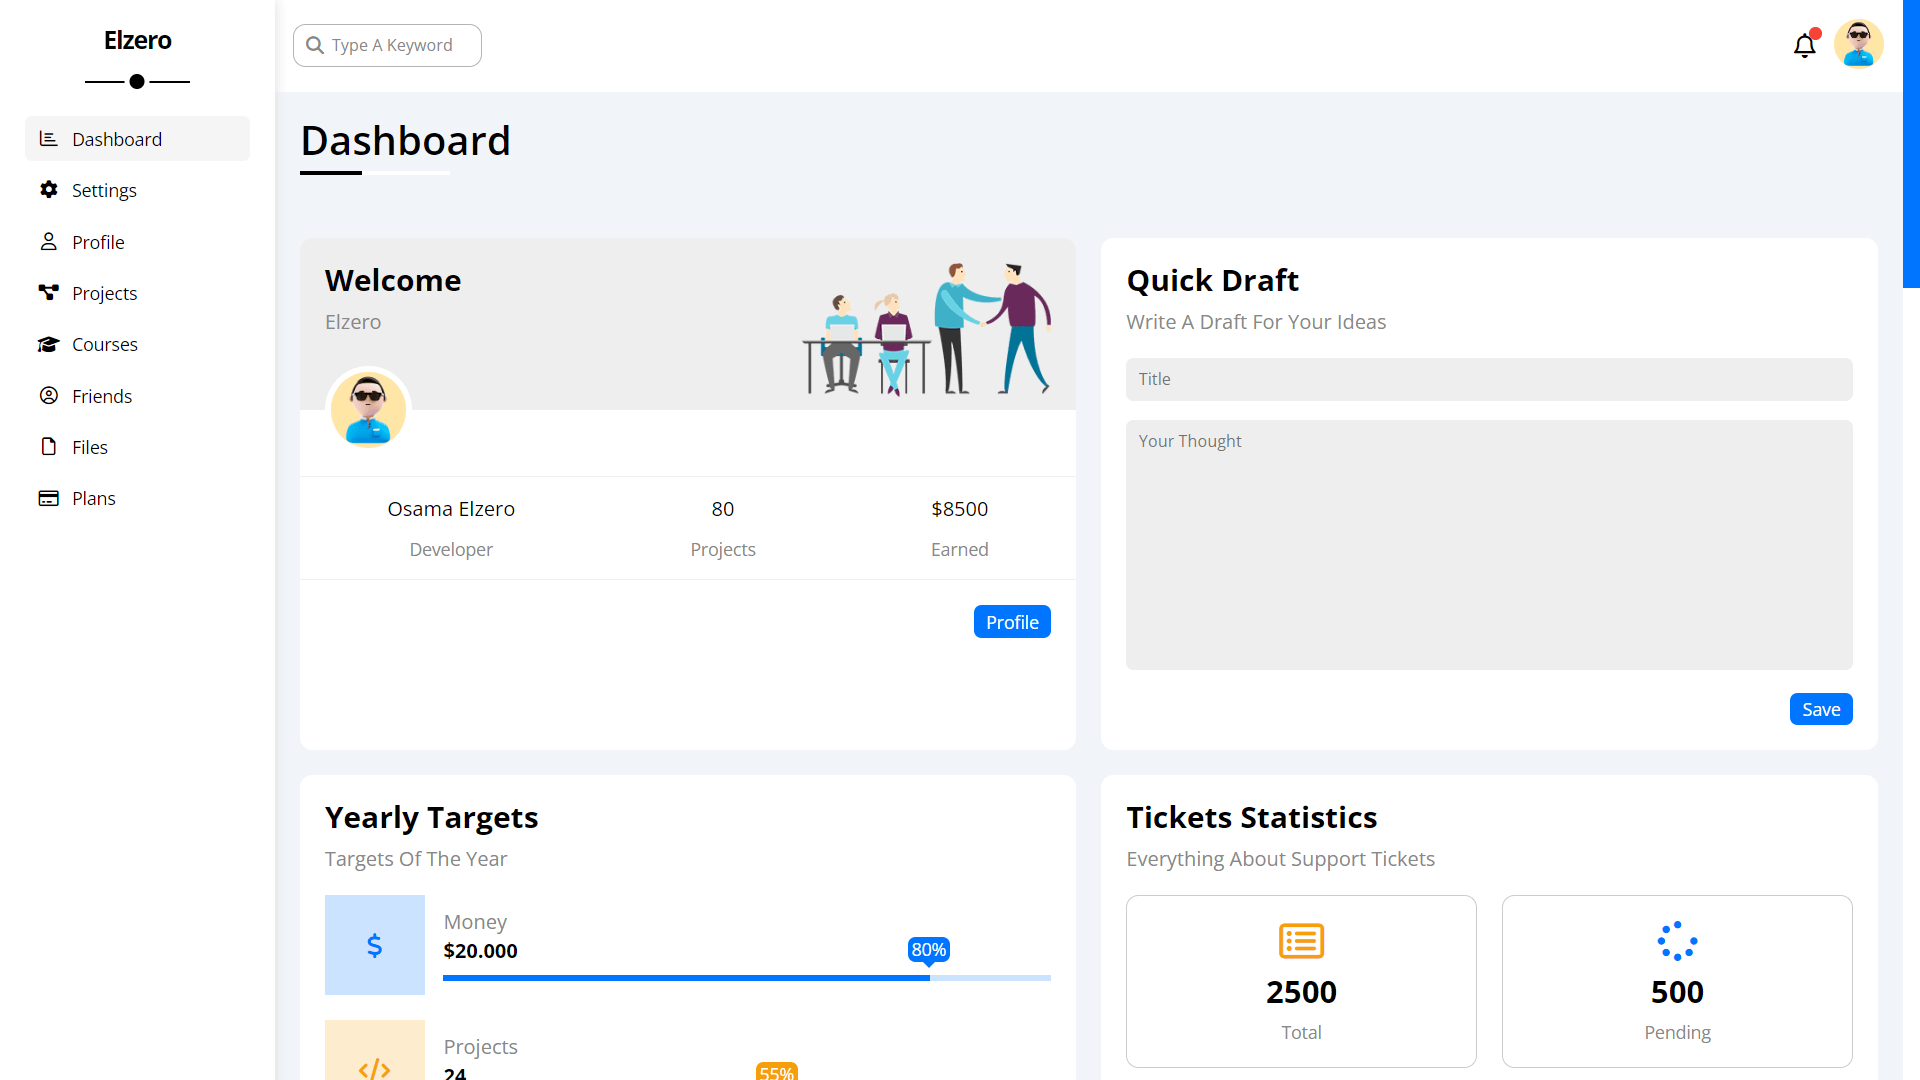 Elzero
Dashboard
Settings
Profile
Projects
Courses
Friends
Files
Plans
Type A Keyword
Dashboard
Welcome
Elzero
Osama Elzero
Developer
80
Projects
$8500
Earned
Profile
Quick Draft
Write A Draft For Your Ideas
Title
Your Thought
Save
Yearly Targets
Targets Of The Year
$
Money
$20.000
80%
Projects
24
55%
Tickets Statistics
Everything About Support Tickets
2500
Total
500
Pending